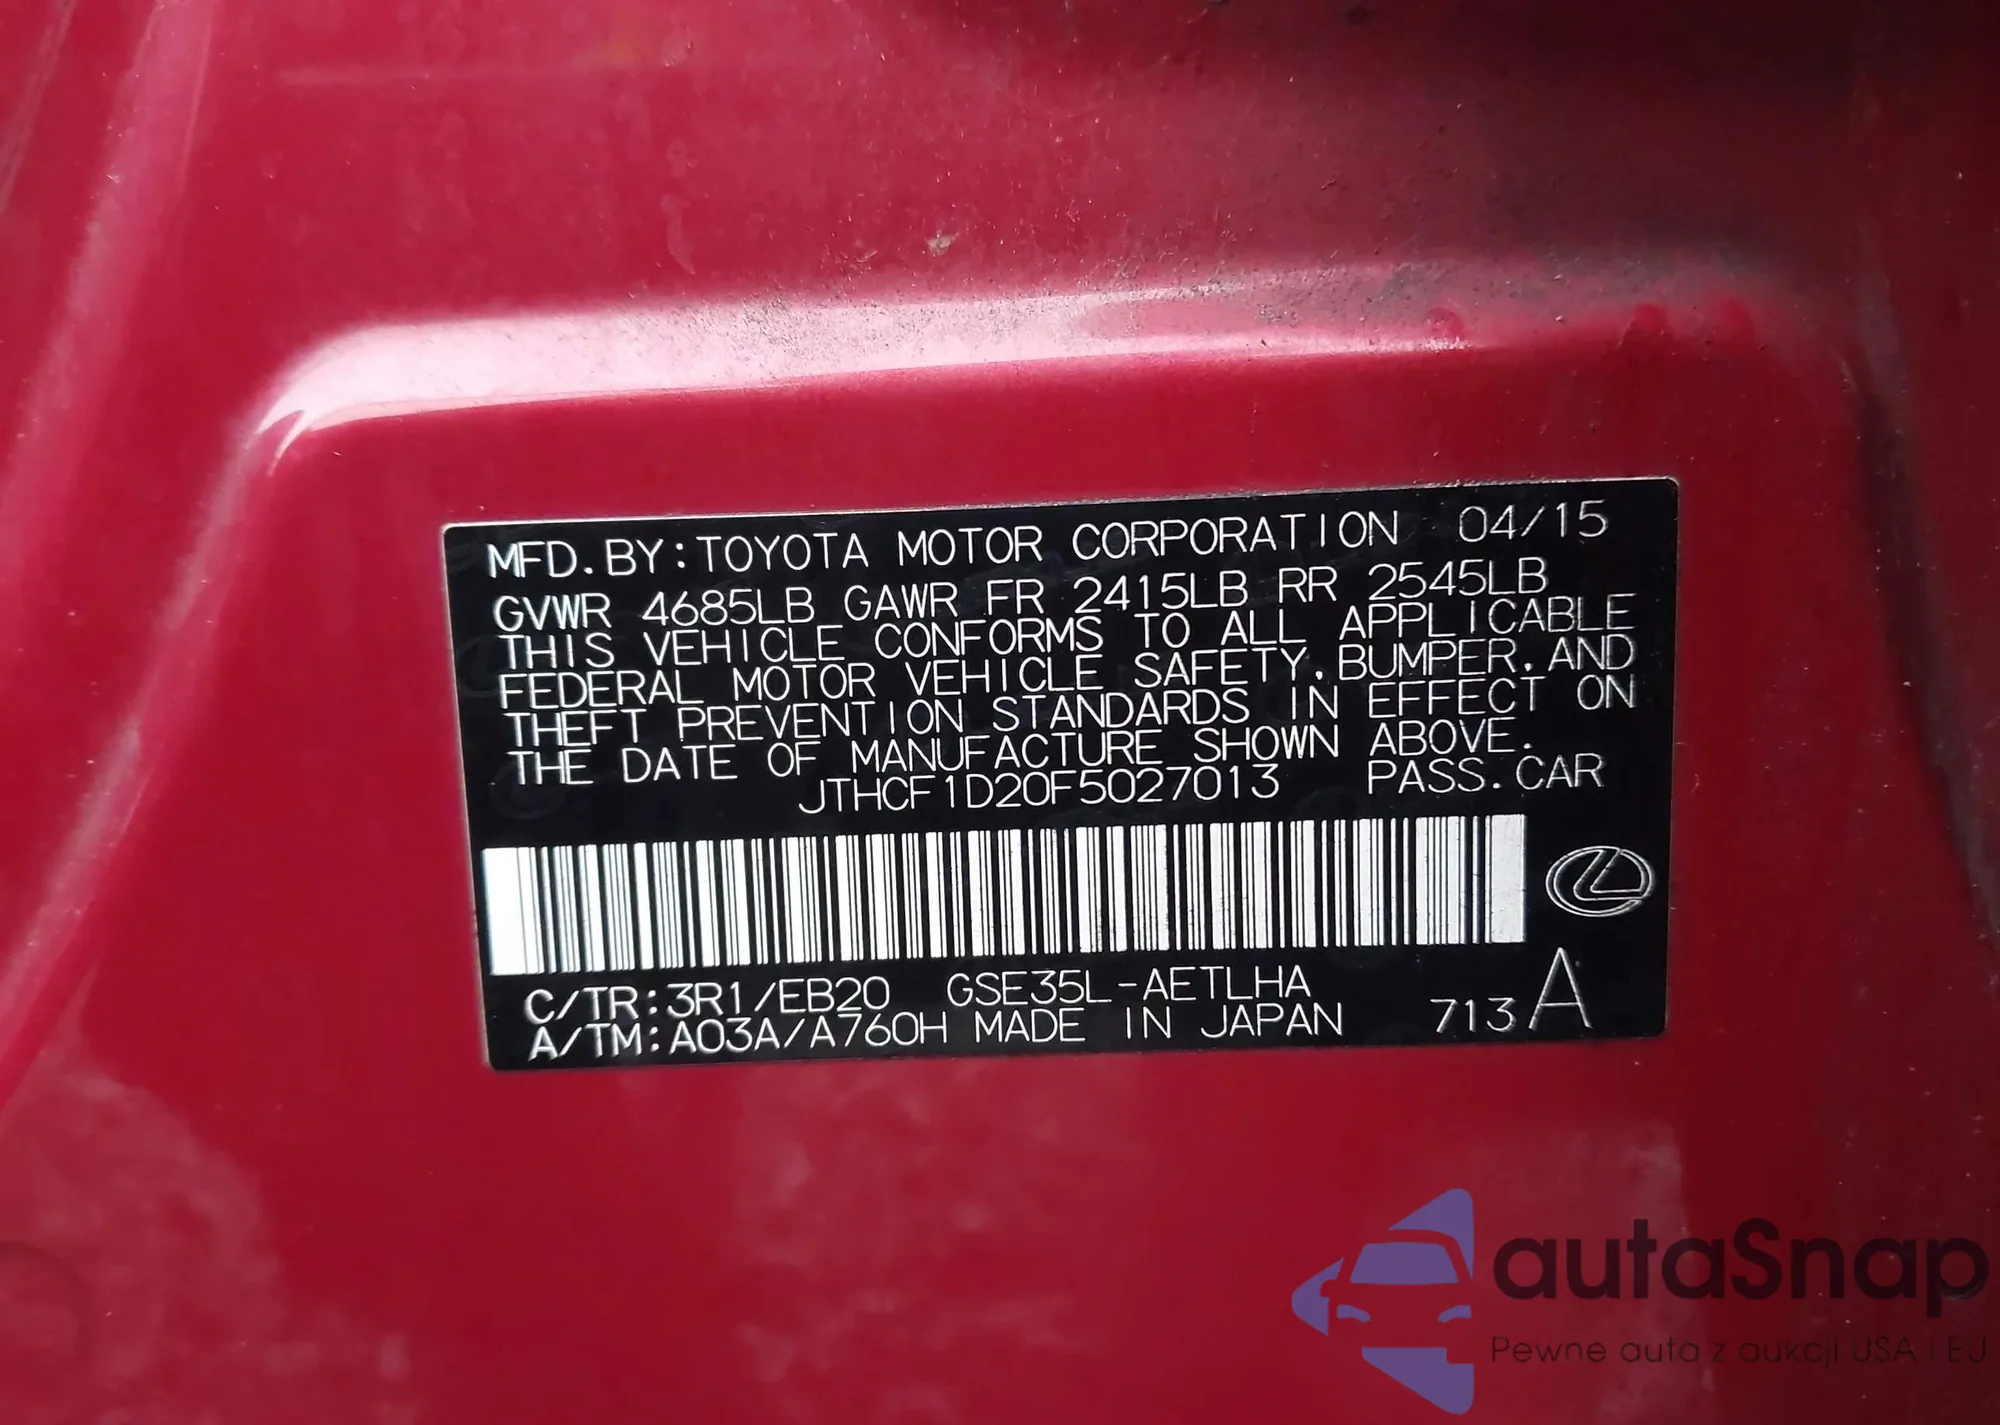 MFD. BY: TOYOTA MOTOR CORPORATION 04/15
GVWR 4685LB GAWR FR 2415LB RR 2545LB
THIS VEHICLE CONFORMS TO ALL APPLICABLE
FEDERAL MOTOR VEHICLE SAFETY. BUMPER. AND
THEFT PREVENTION STANDARDS IN EFFECT ON
THE DATE OF MANUFACTURE SHOWN ABOVE.
JTHCF1D20F5027013 PASS. CAR
C/TR: 3R1/EB20 GSE35L-AETLHA
A/TM: A03A/A760H MADE IN JAPAN 713 A
autaSnap
Pewne auta z aukcji USA i EU